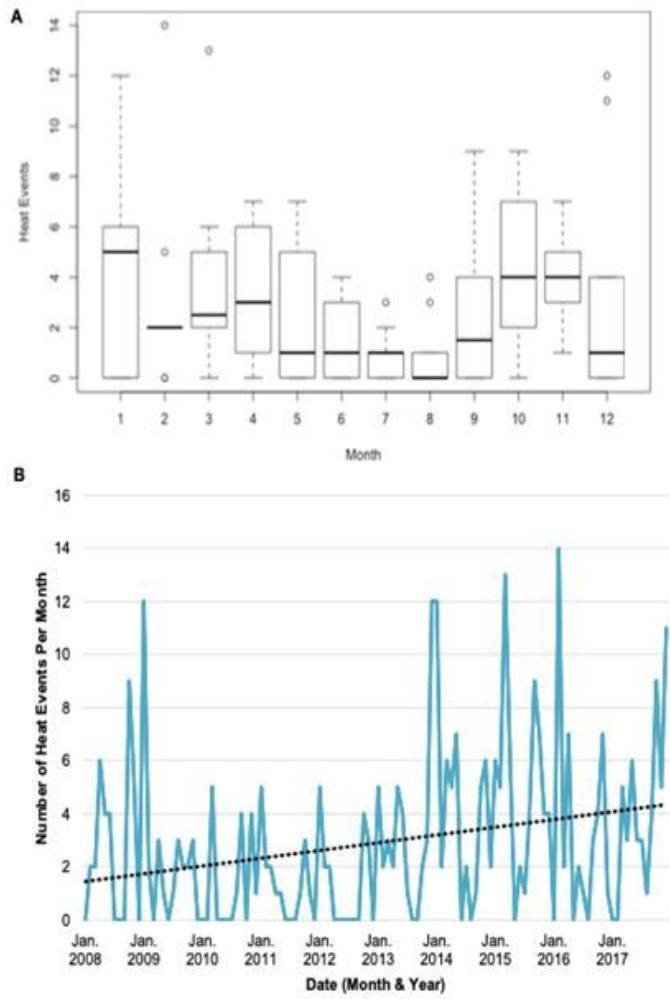 A
14
12
10
8
6
4
2
0
Heat Events
1 2 3 4 5 6 7 8 9 10 11 12
Month
B
16
14
12
10
8
6
4
2
0
Number of Heat Events Per Month
Jan. Jan. Jan. Jan. Jan. Jan. Jan. Jan. Jan. Jan.
2008 2009 2010 2011 2012 2013 2014 2015 2016 2017
Date (Month & Year)